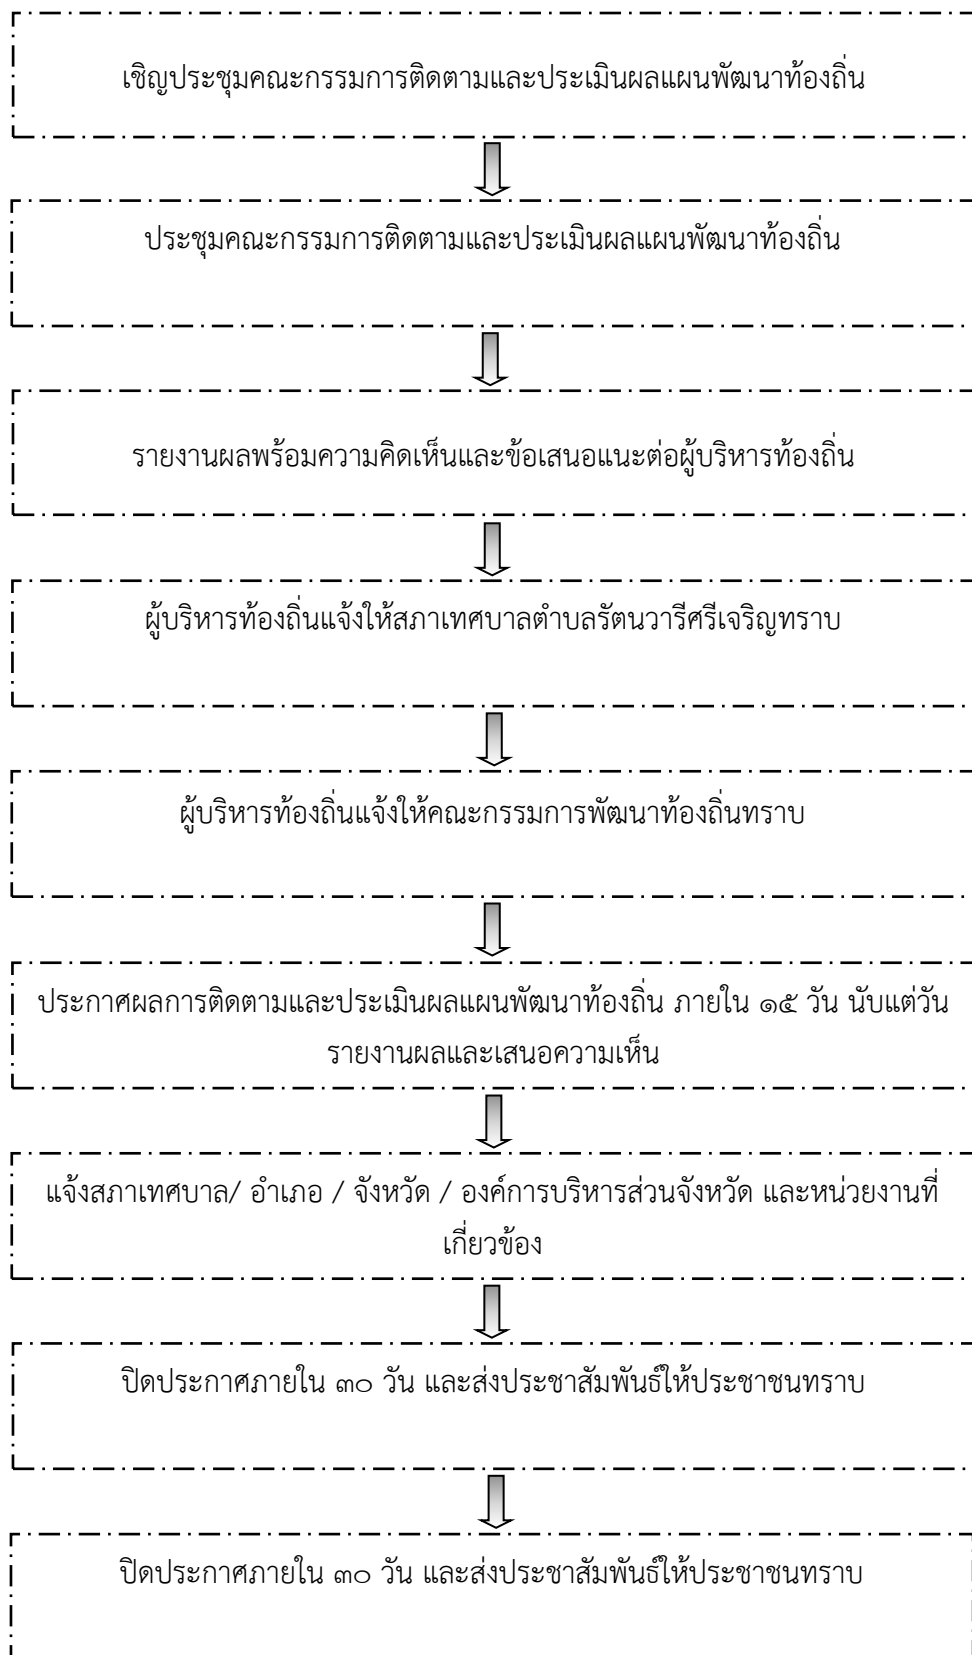 เชิญประชุมคณะกรรมการติดตามและประเมินผลแผนพัฒนาท้องถิ่น
ประชุมคณะกรรมการติดตามและประเมินผลแผนพัฒนาท้องถิ่น
รายงานผลพร้อมความคิดเห็นและข้อเสนอแนะต่อผู้บริหารท้องถิ่น
ผู้บริหารท้องถิ่นแจ้งให้สภาเทศบาลตำบลรัตนวารีศรีเจริญทราบ
ผู้บริหารท้องถิ่นแจ้งให้คณะกรรมการพัฒนาท้องถิ่นทราบ
ประกาศผลการติดตามและประเมินผลแผนพัฒนาท้องถิ่น ภายใน ๑๕ วัน นับแต่วัน
รายงานผลและเสนอความเห็น
แจ้งสภาเทศบาล/ อำเภอ / จังหวัด / องค์การบริหารส่วนจังหวัด และหน่วยงานที่
เกี่ยวข้อง
ปิดประกาศภายใน ๓๐ วัน และส่งประชาสัมพันธ์ให้ประชาชนทราบ
ปิดประกาศภายใน ๓๐ วัน และส่งประชาสัมพันธ์ให้ประชาชนทราบ